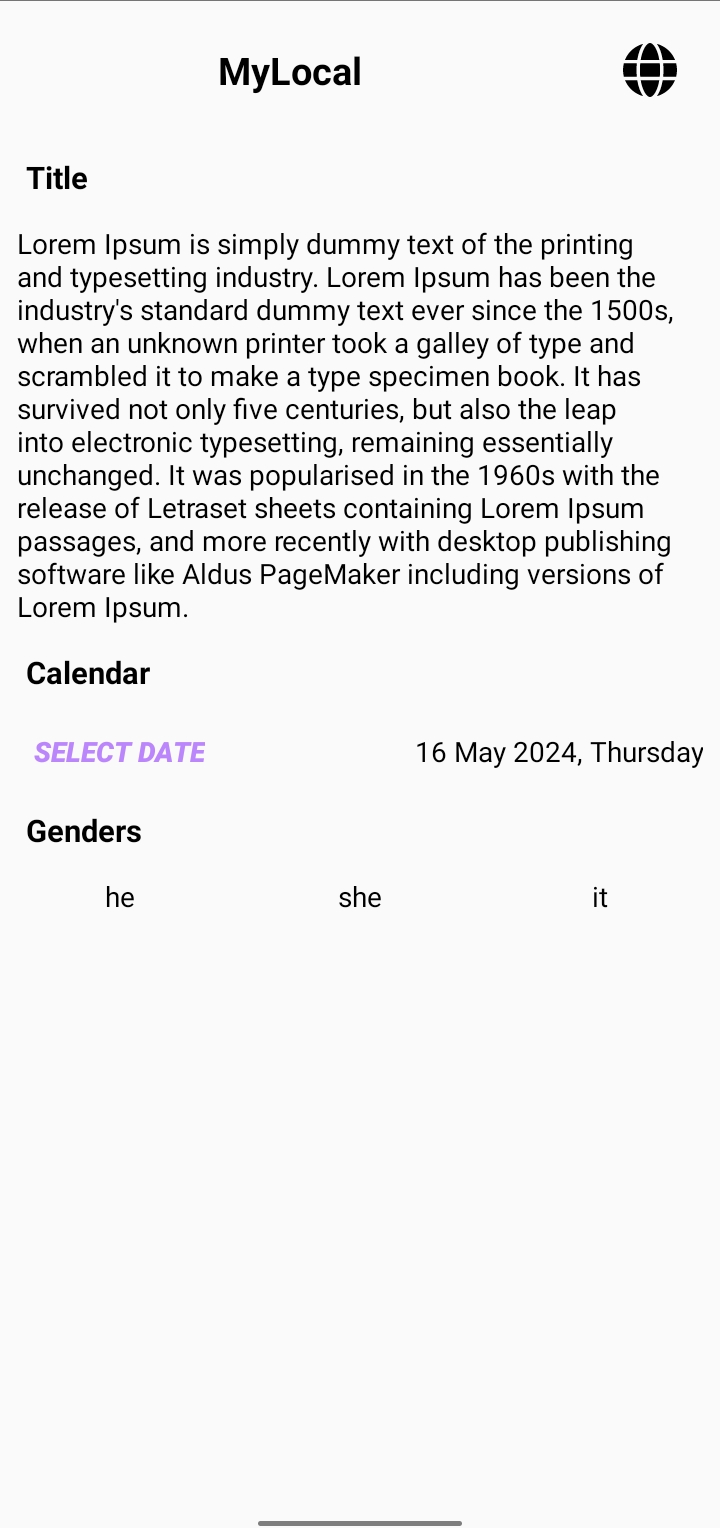 MyLocal
Title
Lorem Ipsum is simply dummy text of the printing
and typesetting industry. Lorem Ipsum has been the
industry's standard dummy text ever since the 1500s,
when an unknown printer took a galley of type and
scrambled it to make a type specimen book. It has
survived not only five centuries, but also the leap
into electronic typesetting, remaining essentially
unchanged. It was popularised in the 1960s with the
release of Letraset sheets containing Lorem Ipsum
passages, and more recently with desktop publishing
software like Aldus PageMaker including versions of
Lorem Ipsum.
Calendar
SELECT DATE 16 May 2024, Thursday
Genders
he she it